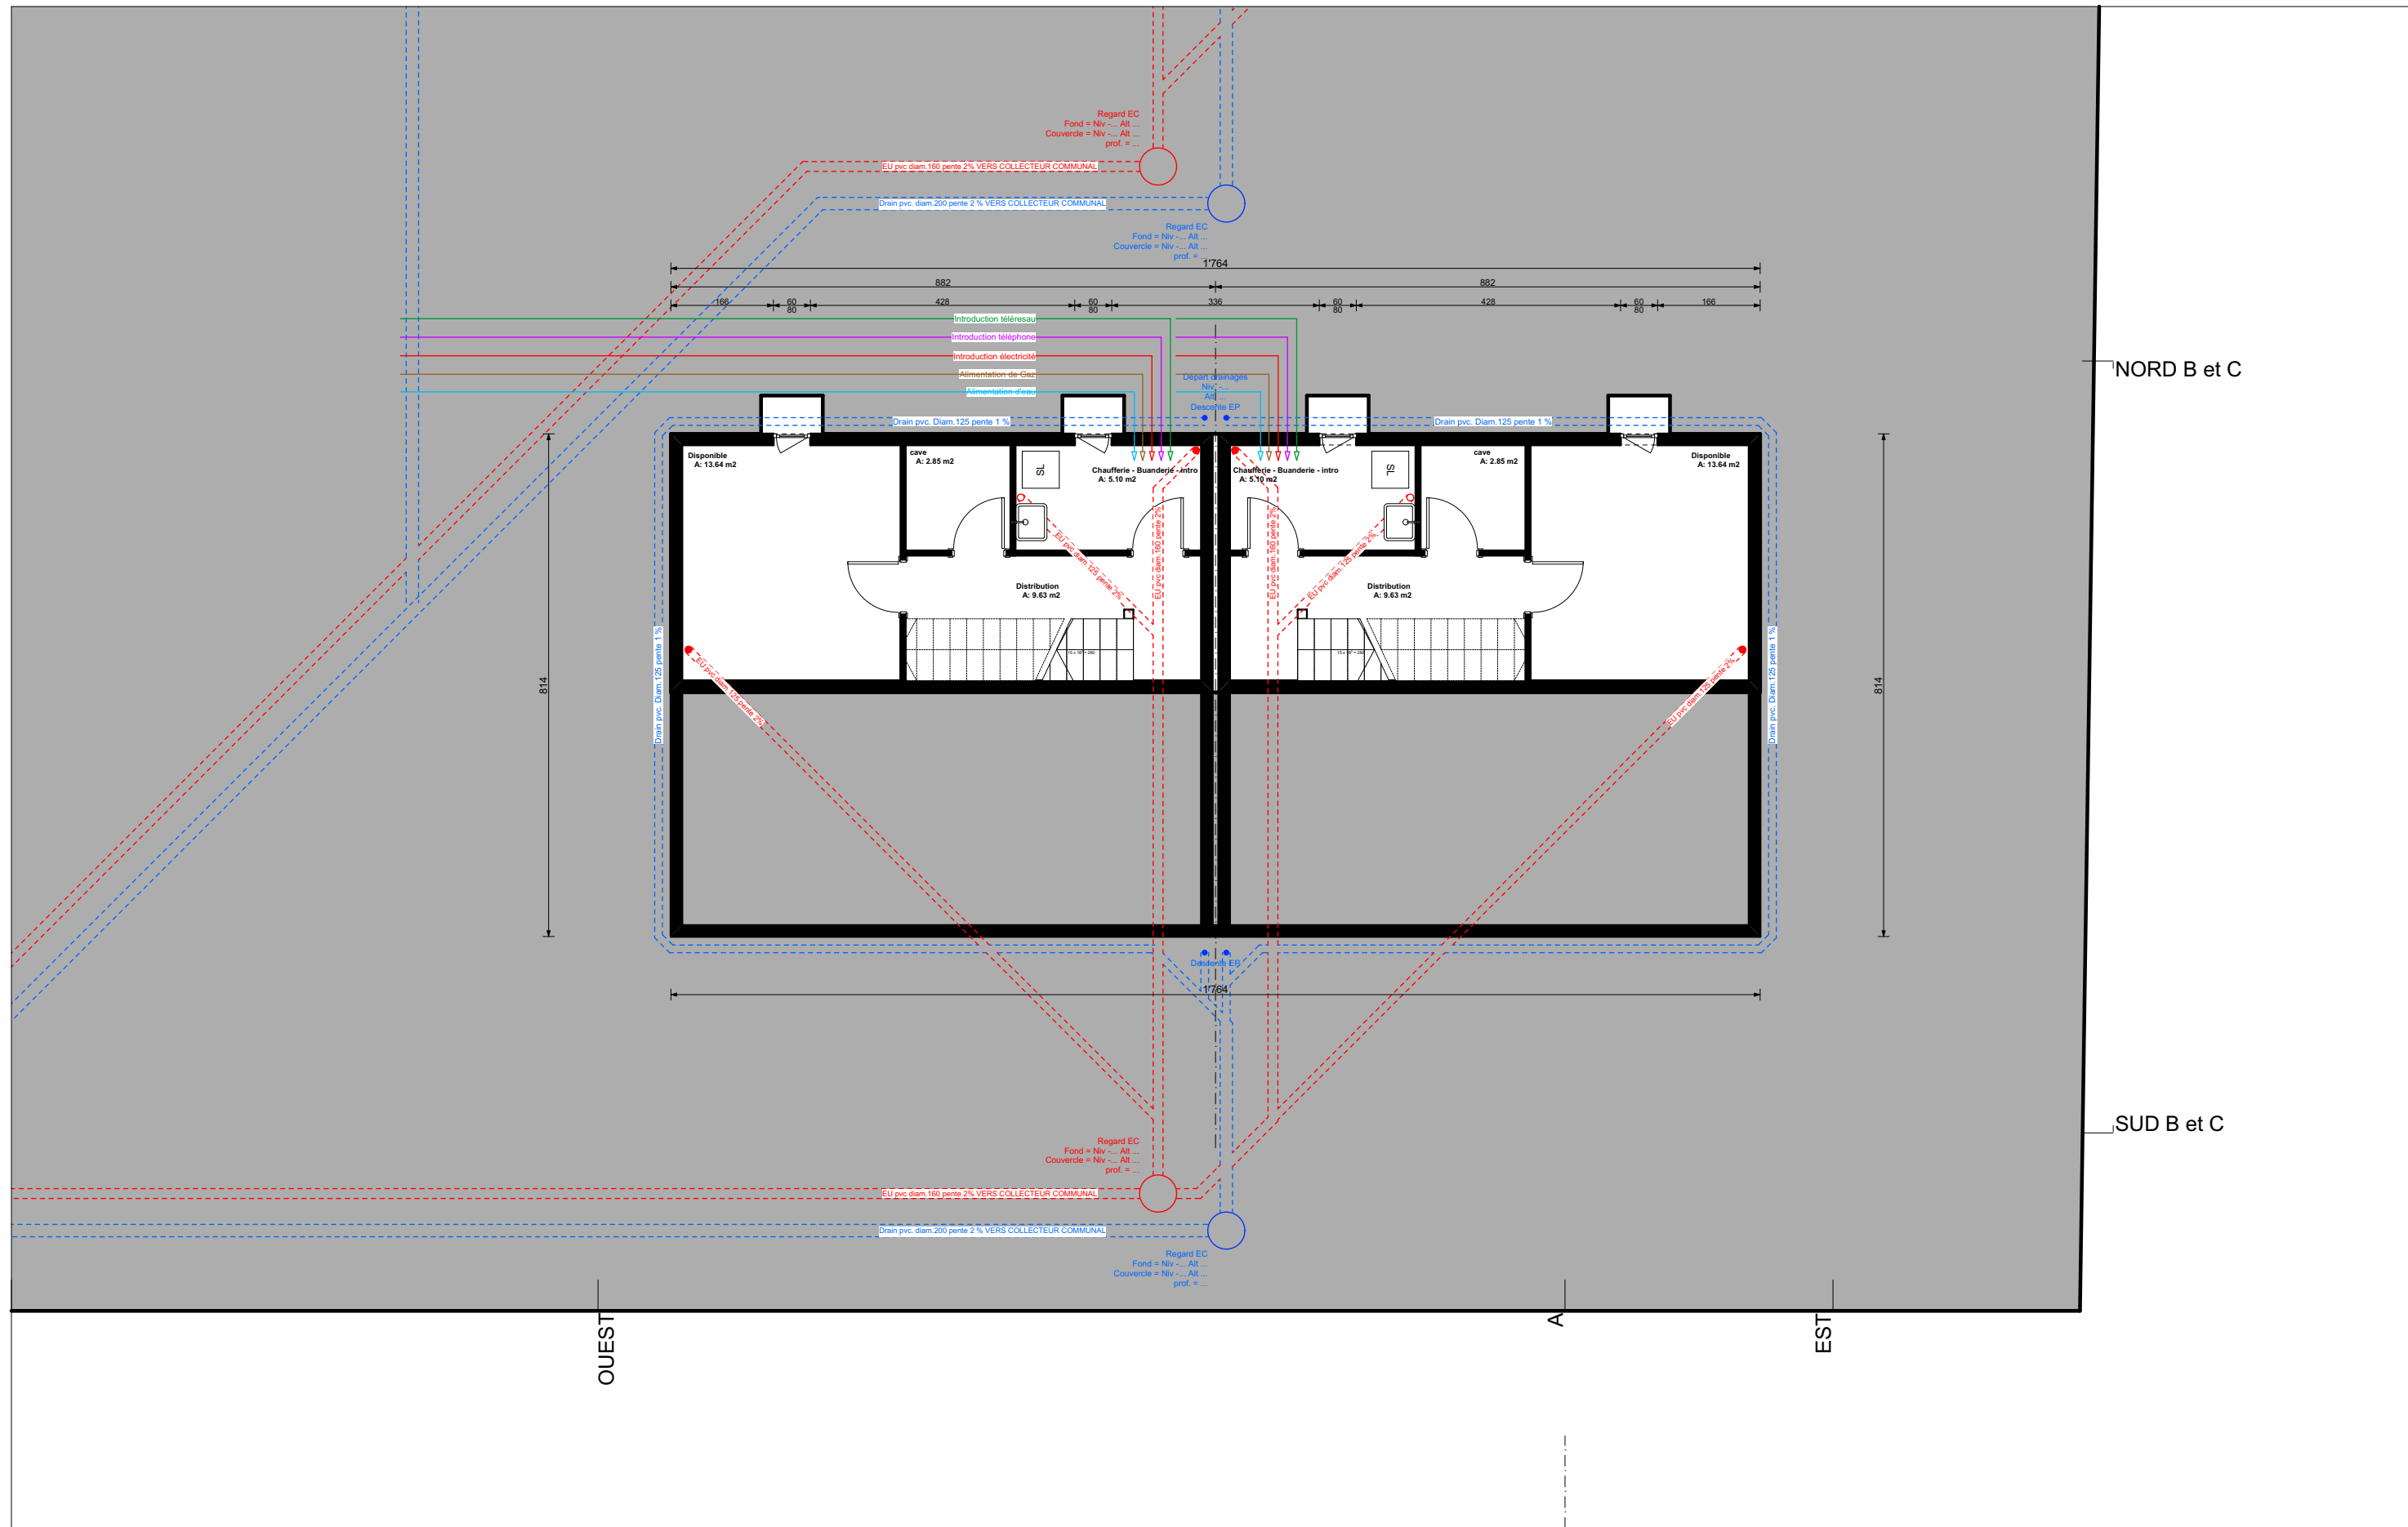 Regard EC
Fond = Niv -... Alt ...
Couvercle = Niv -... Alt ...
prof. = ...
EU pvc diam.160 pente 2% VERS COLLECTEUR COMMUNAL
Drain pvc. diam.200 pente 2 % VERS COLLECTEUR COMMUNAL
Regard EC
Fond = Niv -... Alt ...
Couvercle = Niv -... Alt ...
prof. = ...
1'764
882
882
166
60
80
428
60
80
336
60
80
428
60
80
166
Introduction téléresau
Introduction téléphone
Introduction électricité
Alimentation de Gaz
Alimentation d'eau
Départ drainages
Niv. -...
Alt ...
Descente EP
NORD B et C
Drain pvc. Diam.125 pente 1 %
Drain pvc. Diam.125 pente 1 %
Disponible
A: 13.64 m2
cave
A: 2.85 m2
SL
Chaufferie - Buanderie - intro
A: 5.10 m2
Chaufferie - Buanderie - intro
A: 5.10 m2
SL
cave
A: 2.85 m2
Disponible
A: 13.64 m2
EU pvc diam.125 pente 2%
EU pvc diam.160 pente 2%
EU pvc diam.160 pente 2%
EU pvc diam.125 pente 2%
Distribution
A: 9.63 m2
Distribution
A: 9.63 m2
814
Drain pvc. Diam.125 pente 1 %
EU pvc diam.125 pente 2%
EU pvc diam.125 pente 2%
Drain pvc. Diam.125 pente 1 %
814
Descente EP
1'764
SUD B et C
Regard EC
Fond = Niv -... Alt ...
Couvercle = Niv -... Alt ...
prof. = ...
EU pvc diam.160 pente 2% VERS COLLECTEUR COMMUNAL
Drain pvc. diam.200 pente 2 % VERS COLLECTEUR COMMUNAL
Regard EC
Fond = Niv -... Alt ...
Couvercle = Niv -... Alt ...
prof. = ...
OUEST
A
EST